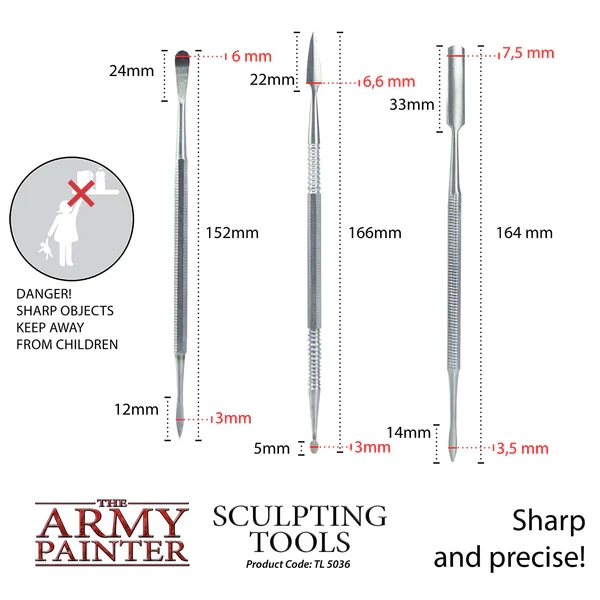 24mm
6 mm
152mm
12mm
3mm
22mm
6,6 mm
166mm
5mm
3mm
7,5 mm
33mm
164 mm
14mm
3,5 mm
DANGER!
SHARP OBJECTS
KEEP AWAY
FROM CHILDREN
THE
ARMY
PAINTER
SCULPTING
TOOLS
Product Code: TL 5036
Sharp
and precise!